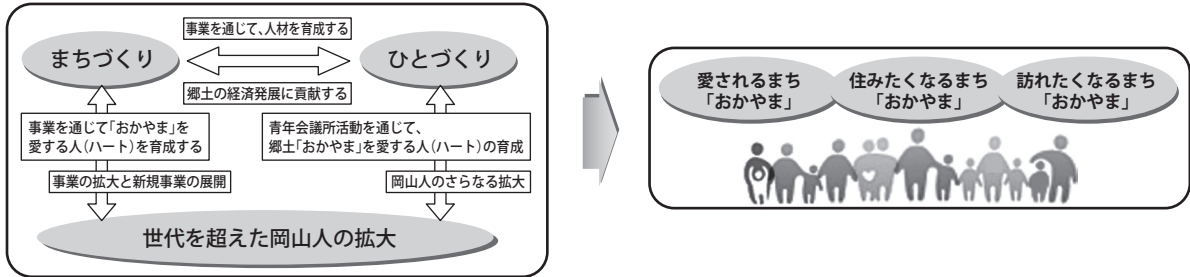 事業を通じて、人材を育成する
まちづくり
ひとづくり
郷土の経済発展に貢献する
事業を通じて「おかやま」を
愛する人（ハート）を育成する
青年会議所活動を通じて、
郷土「おかやま」を愛する人（ハート）の育成
事業の拡大と新規事業の展開
岡山人のさらなる拡大
世代を超えた岡山人の拡大
愛されるまち
「おかやま」
住みたくなるまち
「おかやま」
訪れたくなるまち
「おかやま」